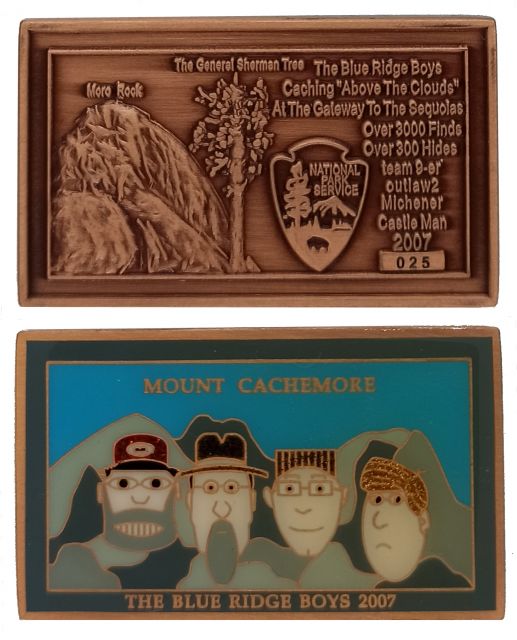 The General Sherman Tree
Moro Rock
The Blue Ridge Boys
Caching "Above The Clouds"
At The Gateway To The Sequoias
Over 3000 Finds
Over 300 Hides
team 9-er'
outlaw2
Michener
Castle Man
2007
025
NATIONAL
PARK
SERVICE
MOUNT CACHEMORE
THE BLUE RIDGE BOYS 2007